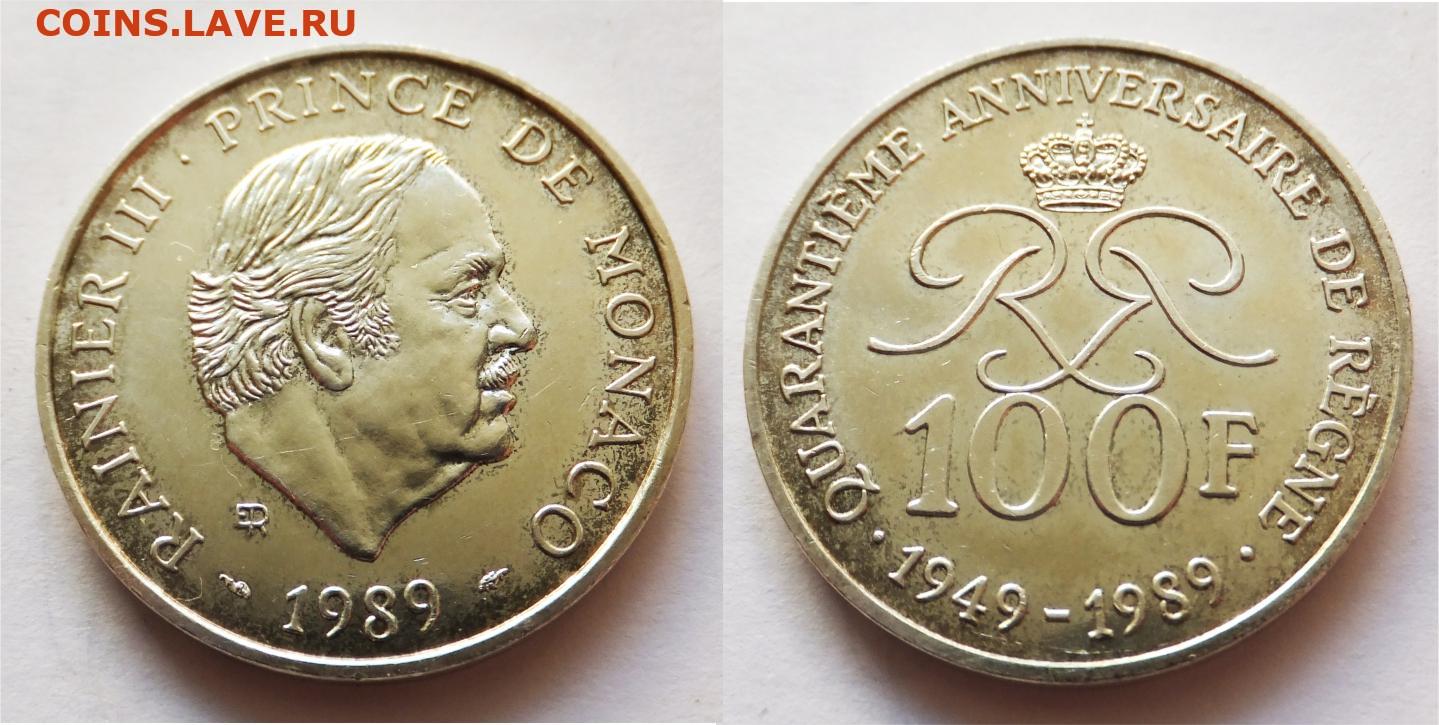 COINS.LAVE.RU
RAINIER III · PRINCE DE MONACO
1989
QUARANTIÈME ANNIVERSAIRE DE RÈGNE
100F
· 1949-1989 ·